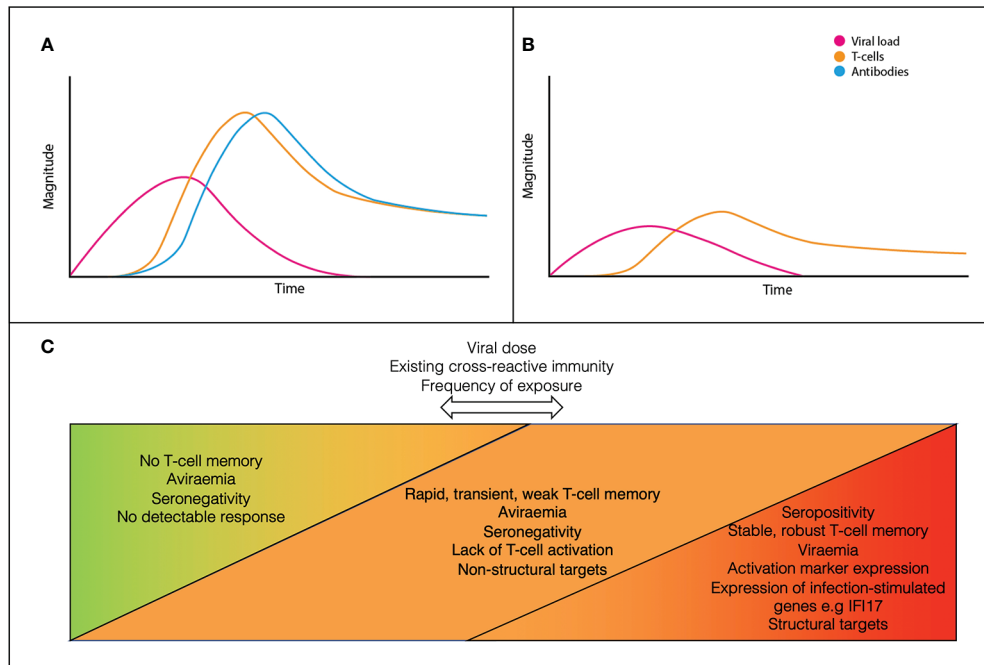 A
Magnitude
Time
B
Viral load
T-cells
Antibodies
Magnitude
Time
C
Viral dose
Existing cross-reactive immunity
Frequency of exposure
No T-cell memory
Aviraemia
Seronegativity
No detectable response
Rapid, transient, weak T-cell memory
Aviraemia
Seronegativity
Lack of T-cell activation
Non-structural targets
Seropositivity
Stable, robust T-cell memory
Viraemia
Activation marker expression
Expression of infection-stimulated
genes e.g IFI17
Structural targets